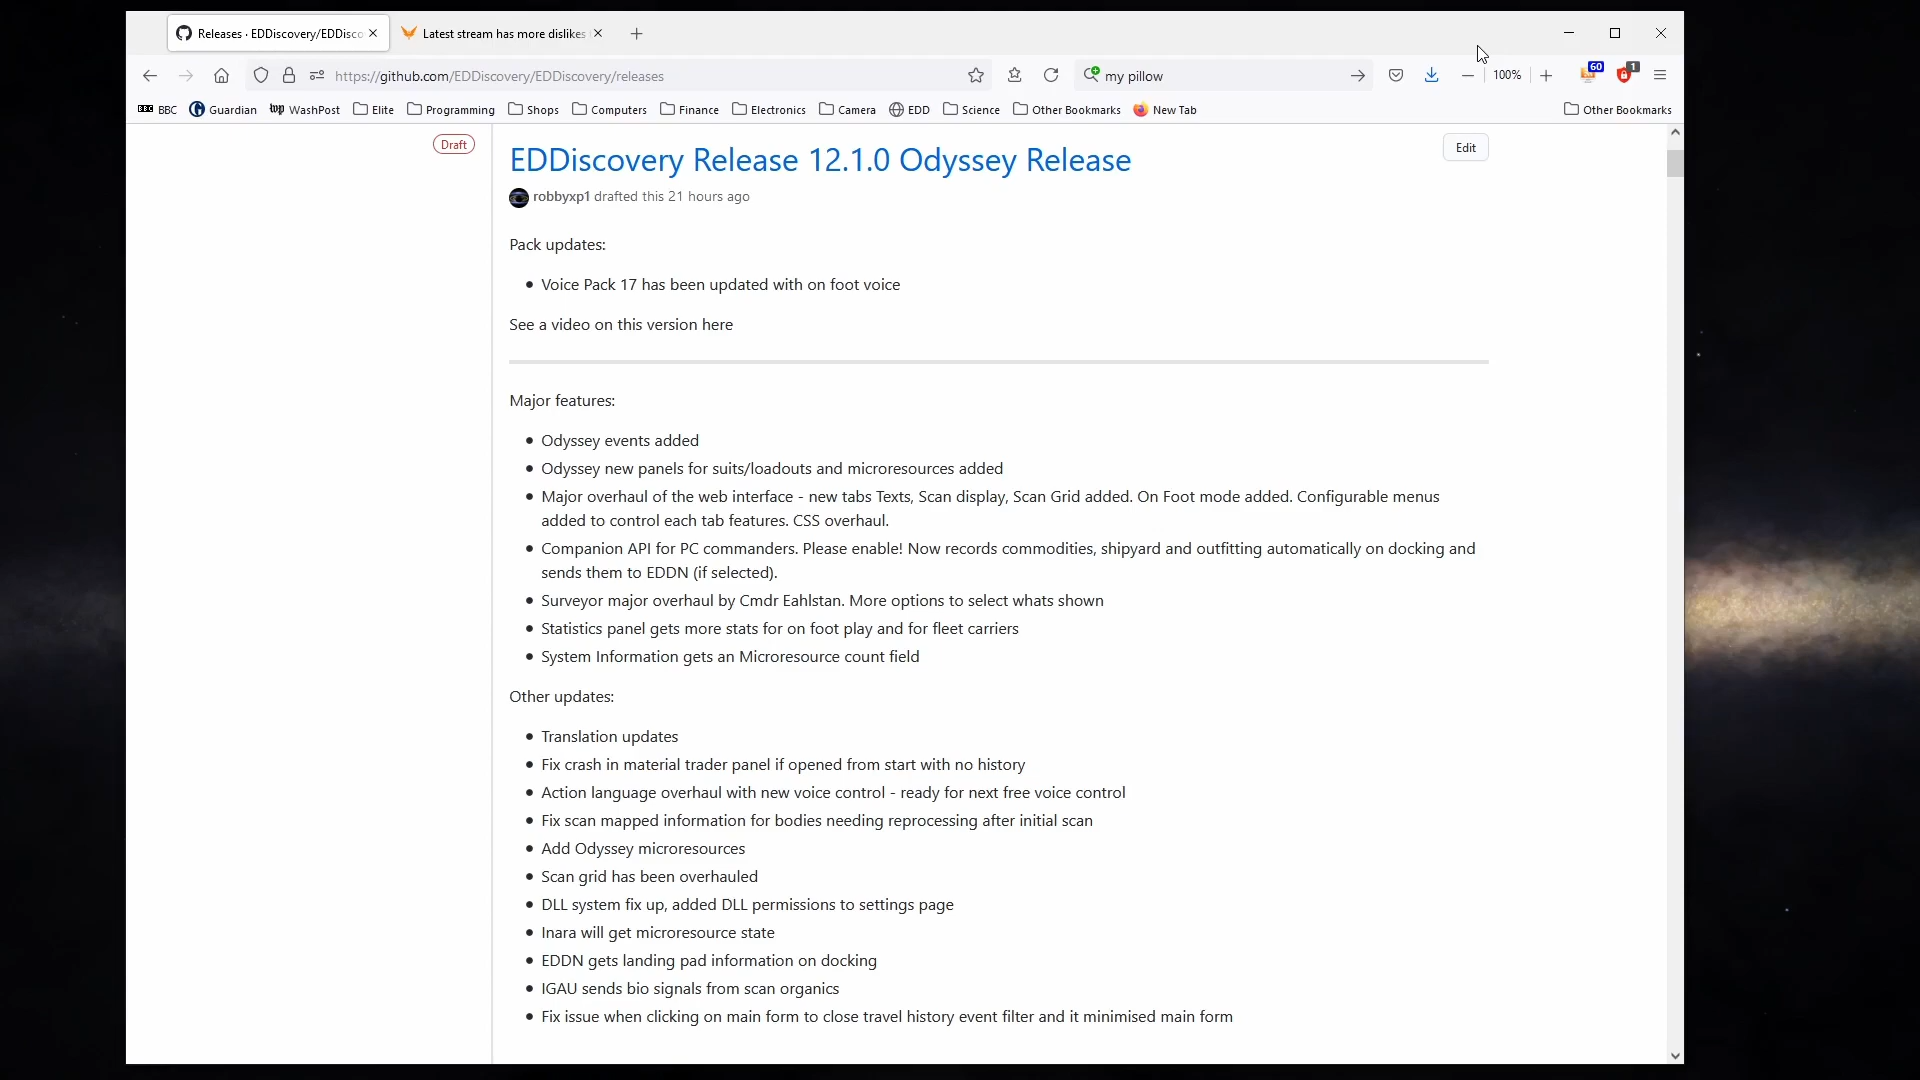 Releases · EDDiscovery/EDDisco
Latest stream has more dislikes
https://github.com/EDDiscovery/EDDiscovery/releases
my pillow
100%
60
1
BBC BBC
Guardian
wp WashPost
Elite
Programming
Shops
Computers
Finance
Electronics
Camera
EDD
Science
Other Bookmarks
New Tab
Other Bookmarks
Draft
EDDiscovery Release 12.1.0 Odyssey Release
Edit
robbyxp1 drafted this 21 hours ago
Pack updates:
Voice Pack 17 has been updated with on foot voice
See a video on this version here
Major features:
Odyssey events added
Odyssey new panels for suits/loadouts and microresources added
Major overhaul of the web interface - new tabs Texts, Scan display, Scan Grid added. On Foot mode added. Configurable menus
added to control each tab features. CSS overhaul.
Companion API for PC commanders. Please enable! Now records commodities, shipyard and outfitting automatically on docking and
sends them to EDDN (if selected).
Surveyor major overhaul by Cmdr Eahlstan. More options to select whats shown
Statistics panel gets more stats for on foot play and for fleet carriers
System Information gets an Microresource count field
Other updates:
Translation updates
Fix crash in material trader panel if opened from start with no history
Action language overhaul with new voice control - ready for next free voice control
Fix scan mapped information for bodies needing reprocessing after initial scan
Add Odyssey microresources
Scan grid has been overhauled
DLL system fix up, added DLL permissions to settings page
Inara will get microresource state
EDDN gets landing pad information on docking
IGAU sends bio signals from scan organics
Fix issue when clicking on main form to close travel history event filter and it minimised main form